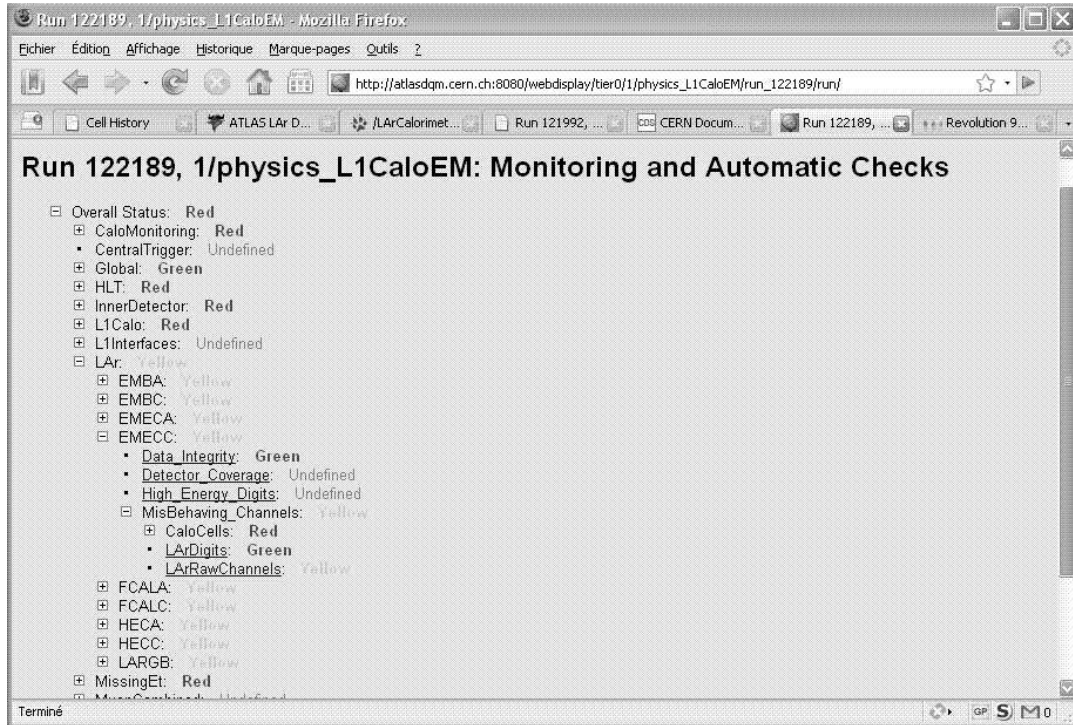 Run 122189, 1/physics_L1CaloEM - Mozilla Firefox
Fichier Édition Affichage Historique Marque-pages Outils ?
http://atlasdqm.cern.ch:8080/webdisplay/tier0/1/physics_L1CaloEM/run_122189/run/
Cell History ATLAS LAr D... /LArCalorimet... Run 121992, ... CERN Docum... Run 122189, ... Revolution 9...
Run 122189, 1/physics_L1CaloEM: Monitoring and Automatic Checks
Overall Status: Red
CaloMonitoring: Red
CentralTrigger: Undefined
Global: Green
HLT: Red
InnerDetector: Red
L1Calo: Red
L1Interfaces: Undefined
LAr: Yellow
EMBA: Yellow
EMBC: Yellow
EMECA: Yellow
EMECC: Yellow
Data_Integrity: Green
Detector_Coverage: Undefined
High_Energy_Digits: Undefined
MisBehaving_Channels: Yellow
CaloCells: Red
LArDigits: Green
LArRawChannels: Yellow
FCALA: Yellow
FCALC: Yellow
HECA: Yellow
HECC: Yellow
LARGB: Yellow
MissingEt: Red
Terminé GP S 0